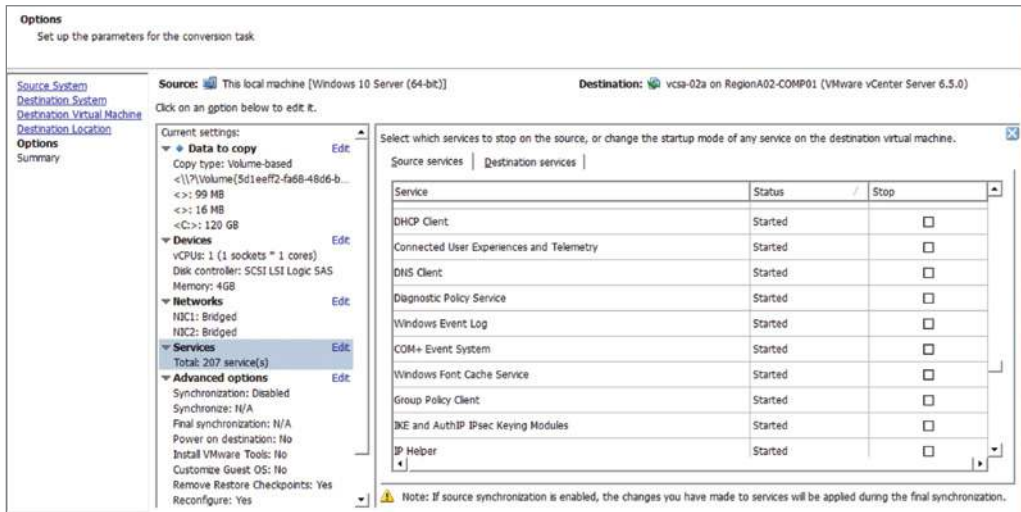 Options
Set up the parameters for the conversion task
Source System
Destination System
Destination Virtual Machine
Destination Location
Options
Summary
Source: This local machine [Windows 10 Server (64-bit)]
Destination: vcsa-02a on RegionA02-COMP01 (VMware vCenter Server 6.5.0)
Click on an option below to edit it.
Current settings:
Data to copy Edit
Copy type: Volume-based
<\\?\Volume{5d1eeff2-fa68-48d6-b...
<>: 99 MB
<>: 16 MB
<C:>: 120 GB
Devices Edit
vCPUs: 1 (1 sockets * 1 cores)
Disk controller: SCSI LSI Logic SAS
Memory: 4GB
Networks Edit
NIC1: Bridged
NIC2: Bridged
Services Edit
Total: 207 service(s)
Advanced options Edit
Synchronization: Disabled
Synchronize: N/A
Final synchronization: N/A
Power on destination: No
Install VMware Tools: No
Customize Guest OS: No
Remove Restore Checkpoints: Yes
Reconfigure: Yes
Select which services to stop on the source, or change the startup mode of any service on the destination virtual machine.
Source services Destination services
Service Status Stop
DHCP Client Started
Connected User Experiences and Telemetry Started
DNS Client Started
Diagnostic Policy Service Started
Windows Event Log Started
COM+ Event System Started
Windows Font Cache Service Started
Group Policy Client Started
IKE and AuthIP IPsec Keying Modules Started
IP Helper Started
Note: If source synchronization is enabled, the changes you have made to services will be applied during the final synchronization.